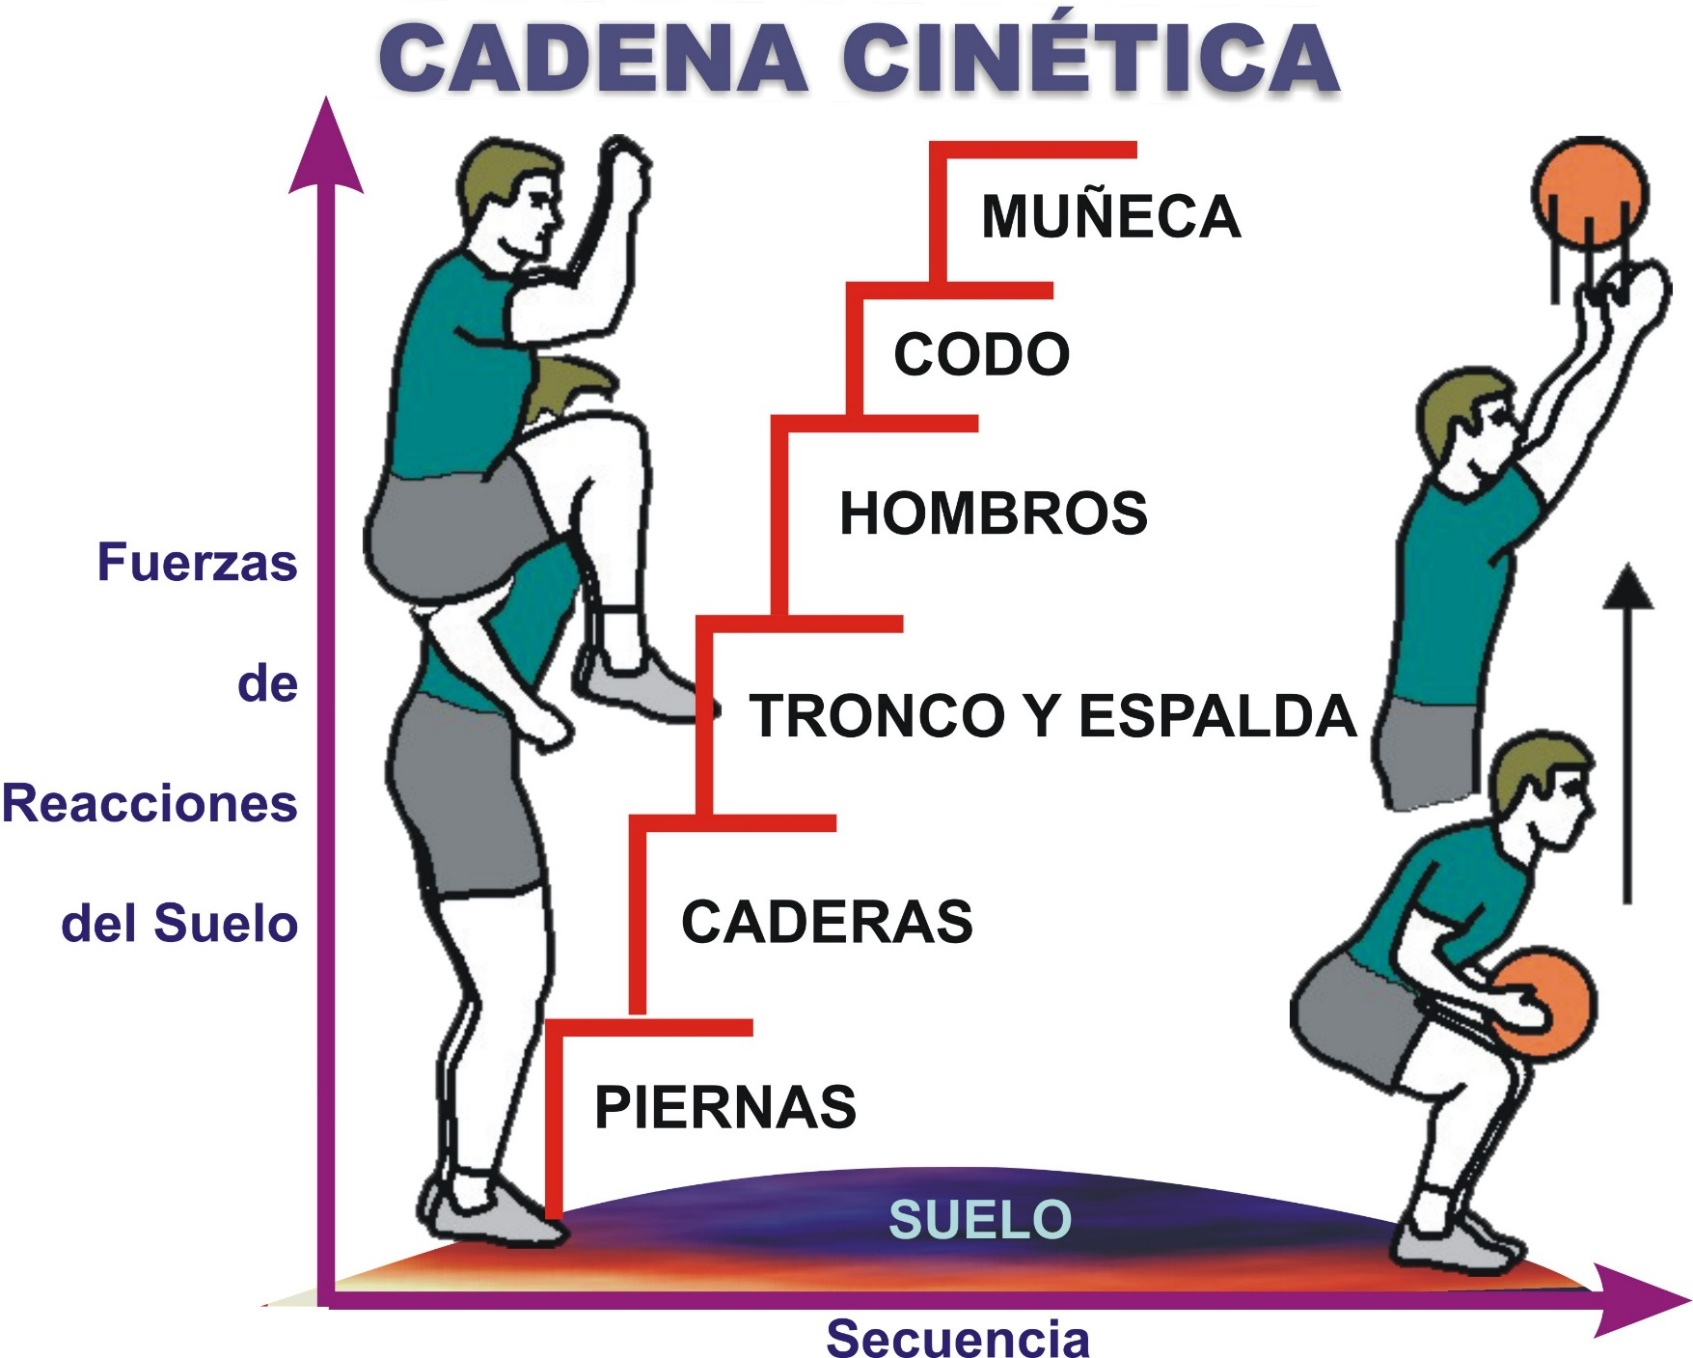 CADENA CINÉTICA
MUÑECA
CODO
HOMBROS
TRONCO Y ESPALDA
CADERAS
PIERNAS
SUELO
Fuerzas
de
Reacciones
del Suelo
Secuencia